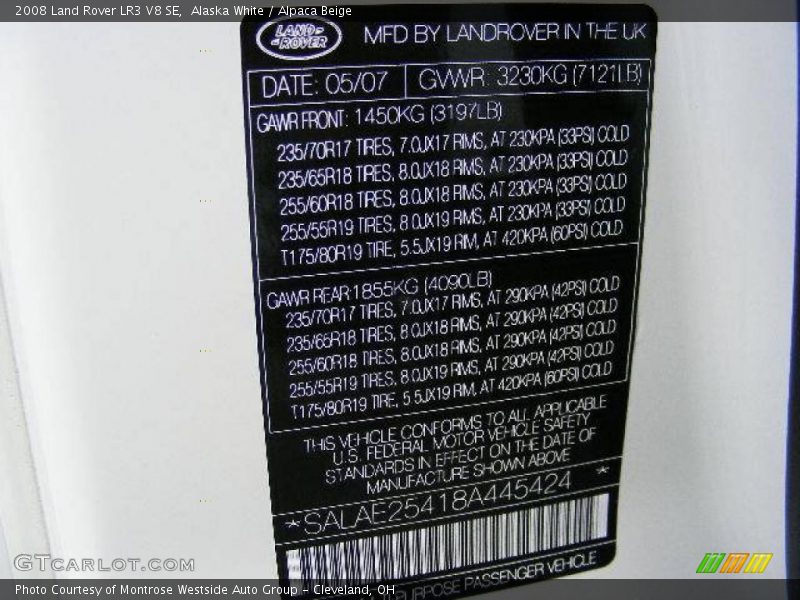 2008 Land Rover LR3 V8 SE, Alaska White / Alpaca Beige
LAND-
-ROVER
MFD BY LANDROVER IN THE UK
DATE: 05/07 GVWR: 3230KG (7121LB)
GAWR FRONT: 1450KG (3197LB)
235/70R17 TIRES, 7.0JX17 RIMS, AT 230KPA (33PSI) COLD
235/65R18 TIRES, 8.0JX18 RIMS, AT 230KPA (33PSI) COLD
255/60R18 TIRES, 8.0JX18 RIMS, AT 230KPA (33PSI) COLD
255/55R19 TIRES, 8.0JX19 RIMS, AT 230KPA (33PSI) COLD
T175/80R19 TIRE, 5.5JX19 RIM, AT 420KPA (60PSI) COLD
GAWR REAR: 1855KG (4090LB)
235/70R17 TIRES, 7.0JX17 RIMS, AT 290KPA (42PSI) COLD
235/65R18 TIRES, 8.0JX18 RIMS, AT 290KPA (42PSI) COLD
255/60R18 TIRES, 8.0JX18 RIMS, AT 290KPA (42PSI) COLD
255/55R19 TIRES, 8.0JX19 RIMS, AT 290KPA (42PSI) COLD
T175/80R19 TIRE, 5.5JX19 RIM, AT 420KPA (60PSI) COLD
THIS VEHICLE CONFORMS TO ALL APPLICABLE
U.S. FEDERAL MOTOR VEHICLE SAFETY
STANDARDS IN EFFECT ON THE DATE OF
MANUFACTURE SHOWN ABOVE
*SALAE25418A445424 *
PURPOSE PASSENGER VEHICLE
GTCARLOT.COM
Photo Courtesy of Montrose Westside Auto Group - Cleveland, OH